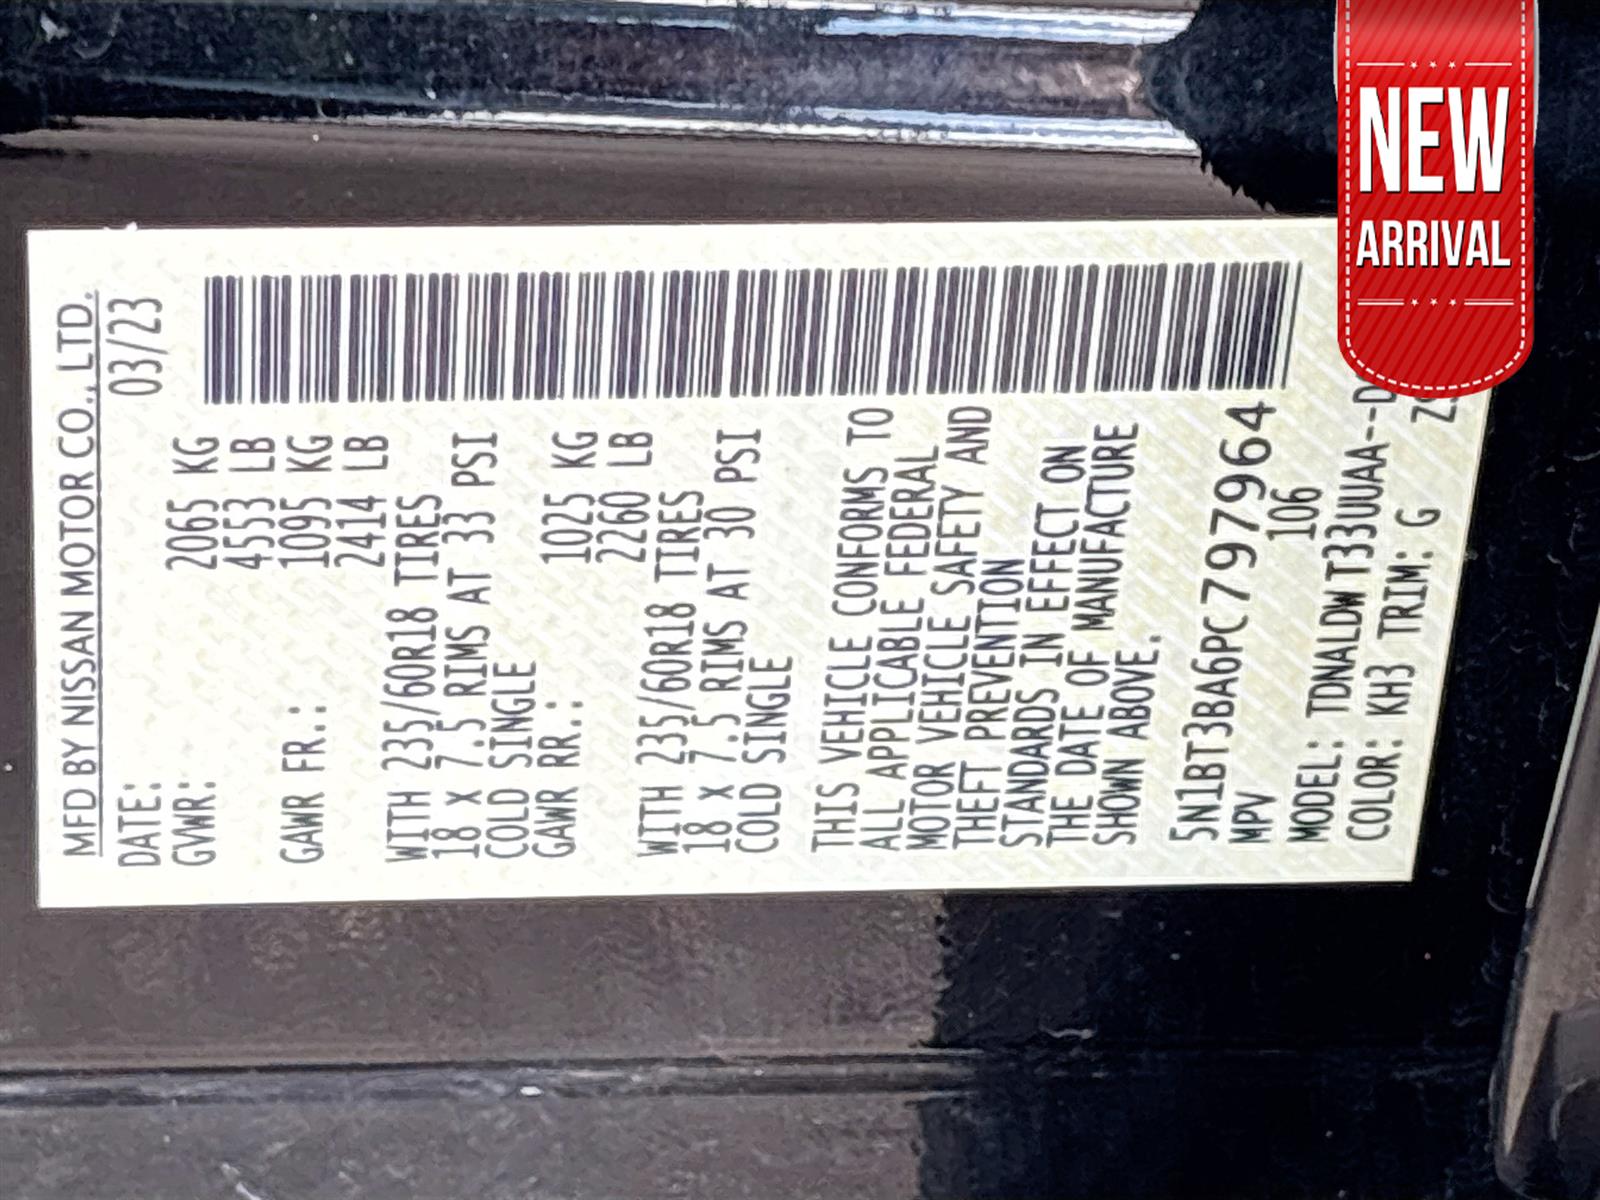 MFD BY NISSAN MOTOR CO., LTD.
DATE: 03/23
GVWR: 2065 KG
4553 LB
GAWR FR.: 1095 KG
2414 LB
WITH 235/60R18 TIRES
18 X 7.5 RIMS AT 33 PSI
COLD SINGLE
GAWR RR.: 1025 KG
2260 LB
WITH 235/60R18 TIRES
18 X 7.5 RIMS AT 30 PSI
COLD SINGLE
THIS VEHICLE CONFORMS TO
ALL APPLICABLE FEDERAL
MOTOR VEHICLE SAFETY AND
THEFT PREVENTION
STANDARDS IN EFFECT ON
THE DATE OF MANUFACTURE
SHOWN ABOVE.
5N1BT3BA6PC797964
MPV 106
MODEL: TDNALDW T33UUAA--D
COLOR: KH3 TRIM: G
NEW
ARRIVAL